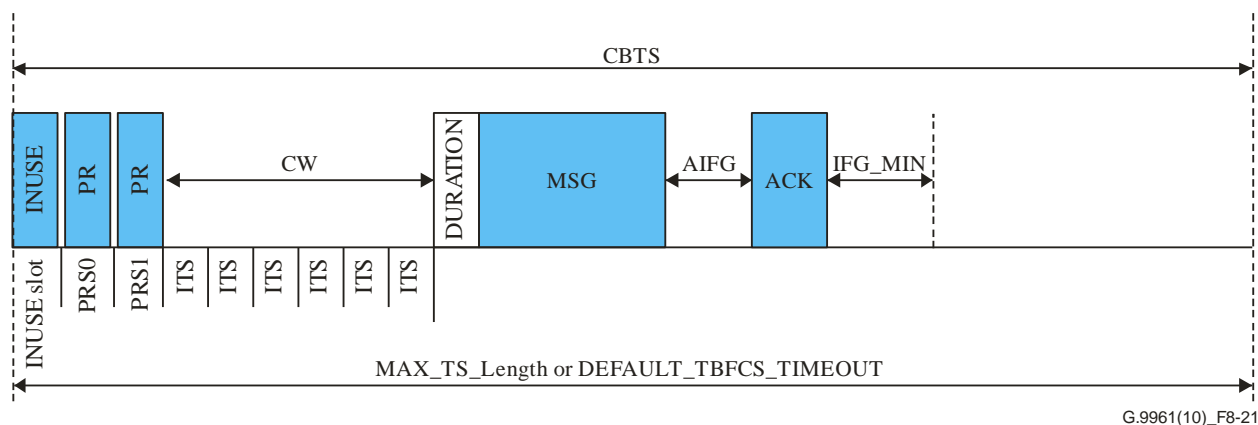 CBTS
INUSE
PR
PR
CW
DURATION
MSG
AIFG
ACK
IFG_MIN
INUSE slot
PRS0
PRS1
ITS
ITS
ITS
ITS
ITS
ITS
MAX_TS_Length or DEFAULT_TBFCS_TIMEOUT
G.9961(10)_F8-21